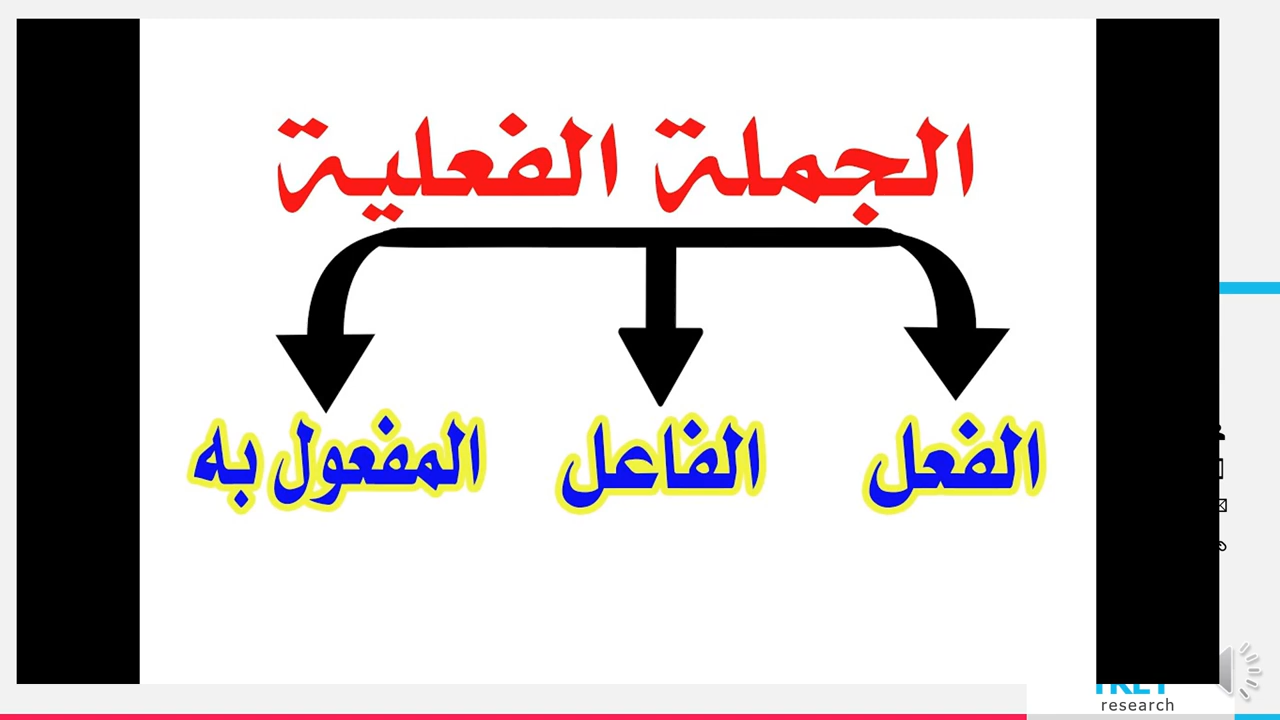 الجملة الفعلية
الفعل الفاعل المفعول به
research